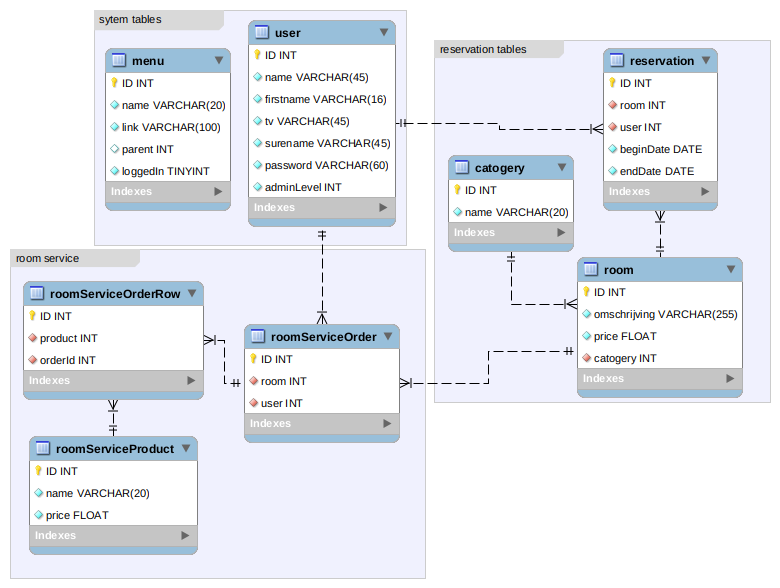 sytem tables
menu
ID INT
name VARCHAR(20)
link VARCHAR(100)
parent INT
loggedIn TINYINT
Indexes
user
ID INT
name VARCHAR(45)
firstname VARCHAR(16)
tv VARCHAR(45)
surename VARCHAR(45)
password VARCHAR(60)
adminLevel INT
Indexes
reservation tables
reservation
ID INT
room INT
user INT
beginDate DATE
endDate DATE
Indexes
catogery
ID INT
name VARCHAR(20)
Indexes
room
ID INT
omschrijving VARCHAR(255)
price FLOAT
catogery INT
Indexes
room service
roomServiceOrderRow
ID INT
product INT
orderId INT
Indexes
roomServiceOrder
ID INT
room INT
user INT
Indexes
roomServiceProduct
ID INT
name VARCHAR(20)
price FLOAT
Indexes